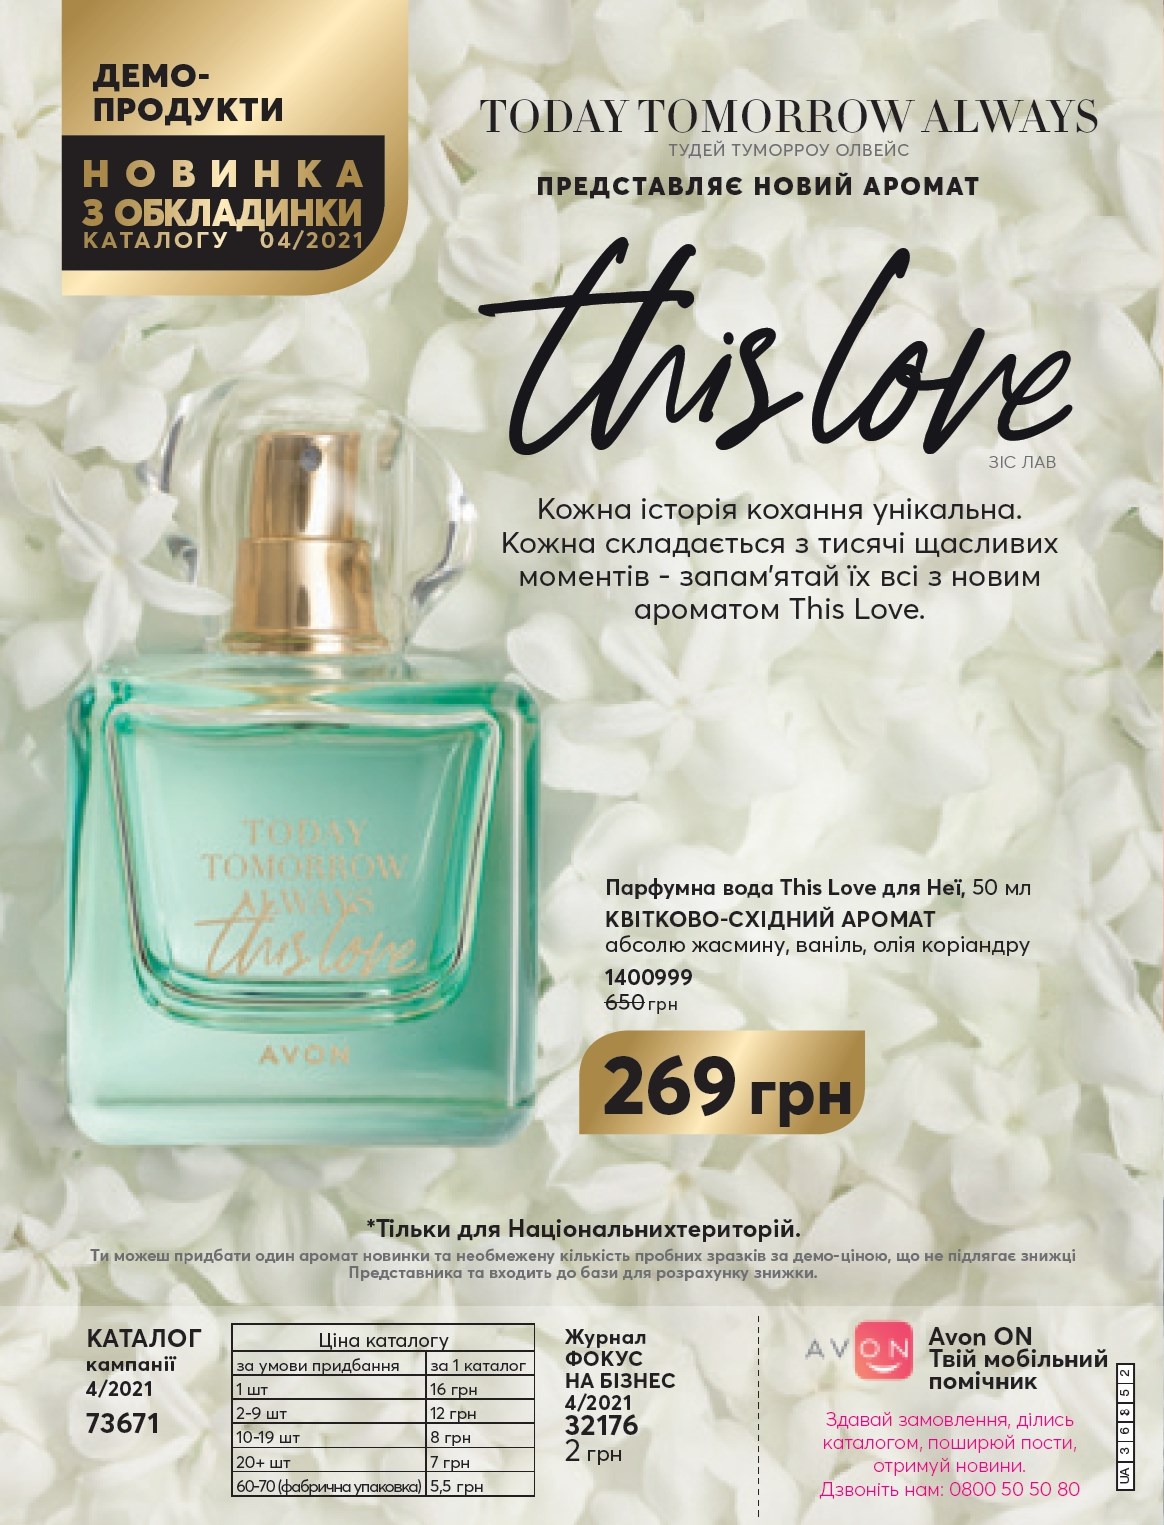 ДЕМО-
ПРОДУКТИ
НОВИНКА
З ОБКЛАДИНКИ
КАТАЛОГУ 04/2021
TODAY TOMORROW ALWAYS
ТУДЕЙ ТУМОРРОУ ОЛВЕЙС
ПРЕДСТАВЛЯЄ НОВИЙ АРОМАТ
this love
ЗІС ЛАВ
Кожна історія кохання унікальна.
Кожна складається з тисячі щасливих
моментів - запам'ятай їх всі з новим
ароматом This Love.
TODAY
TOMORROW
ALWAYS
this love
AVON
Парфумна вода This Love для Неї, 50 мл
КВІТКОВО-СХІДНИЙ АРОМАТ
абсолю жасмину, ваніль, олія коріандру
1400999
650 грн
269 грн
*Тільки для Національнихтериторій.
Ти можеш придбати один аромат новинки та необмежену кількість пробних зразків за демо-ціною, що не підлягає знижці
Представника та входить до бази для розрахунку знижки.
КАТАЛОГ
кампанії
4/2021
73671
Ціна каталогу
за умови придбання за 1 каталог
1 шт 16 грн
2-9 шт 12 грн
10-19 шт 8 грн
20+ шт 7 грн
60-70 (фабрична упаковка) 5,5 грн
Журнал
ФОКУС
НА БІЗНЕС
4/2021
32176
2 грн
AVON
Avon ON
Твій мобільний
помічник
Здавай замовлення, ділись
каталогом, поширюй пости,
отримуй новини.
Дзвоніть нам: 0800 50 50 80
UA 3 6 8 5 2